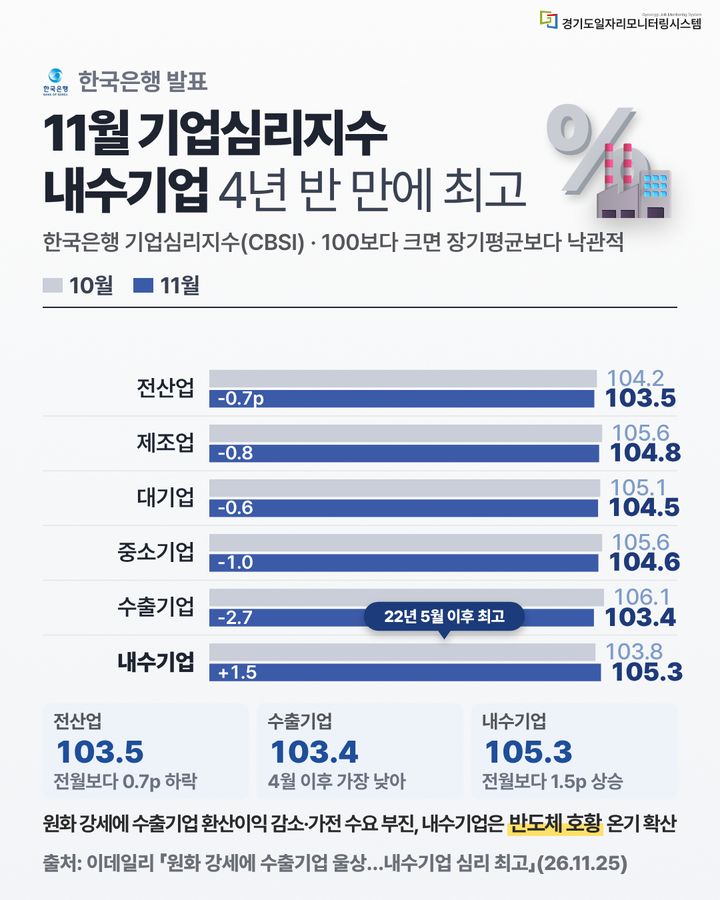 Gyeonggi Job Monitoring System
경기도일자리모니터링시스템
한국은행
BANK OF KOREA
한국은행 발표
11월 기업심리지수
내수기업 4년 반 만에 최고
한국은행 기업심리지수(CBSI) · 100보다 크면 장기평균보다 낙관적
10월 11월
전산업 104.2
-0.7p 103.5
제조업 105.6
-0.8 104.8
대기업 105.1
-0.6 104.5
중소기업 105.6
-1.0 104.6
수출기업 106.1
-2.7 103.4
22년 5월 이후 최고
내수기업 103.8
+1.5 105.3
전산업
103.5
전월보다 0.7p 하락
수출기업
103.4
4월 이후 가장 낮아
내수기업
105.3
전월보다 1.5p 상승
원화 강세에 수출기업 환산이익 감소·가전 수요 부진, 내수기업은 반도체 호황 온기 확산
출처: 이데일리 『원화 강세에 수출기업 울상…내수기업 심리 최고』(26.11.25)